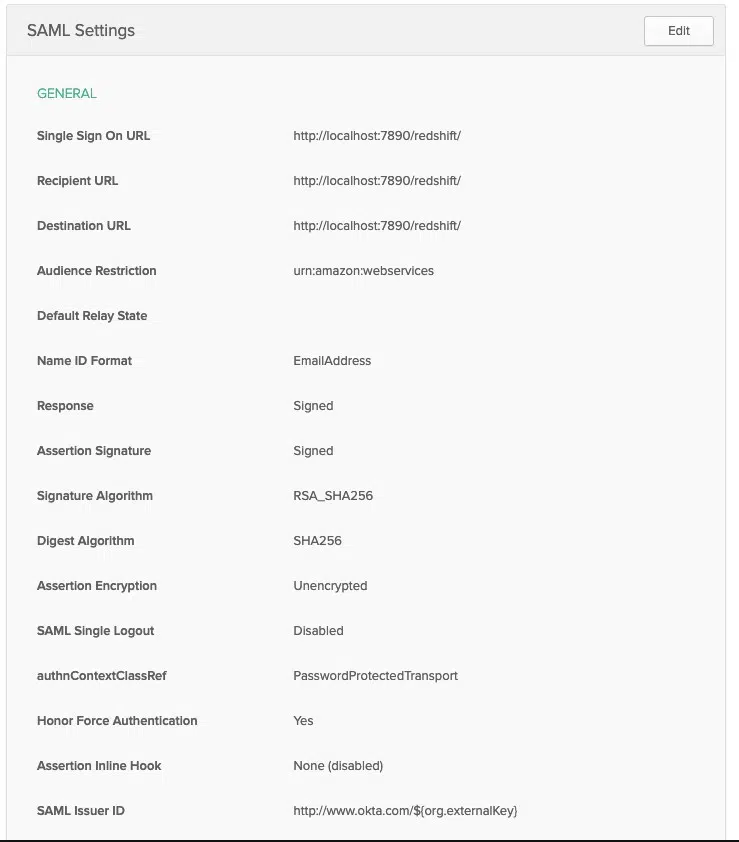 SAML Settings
Edit
GENERAL
Single Sign On URL http://localhost:7890/redshift/
Recipient URL http://localhost:7890/redshift/
Destination URL http://localhost:7890/redshift/
Audience Restriction urn:amazon:webservices
Default Relay State
Name ID Format EmailAddress
Response Signed
Assertion Signature Signed
Signature Algorithm RSA_SHA256
Digest Algorithm SHA256
Assertion Encryption Unencrypted
SAML Single Logout Disabled
authnContextClassRef PasswordProtectedTransport
Honor Force Authentication Yes
Assertion Inline Hook None (disabled)
SAML Issuer ID http://www.okta.com/${org.externalKey}